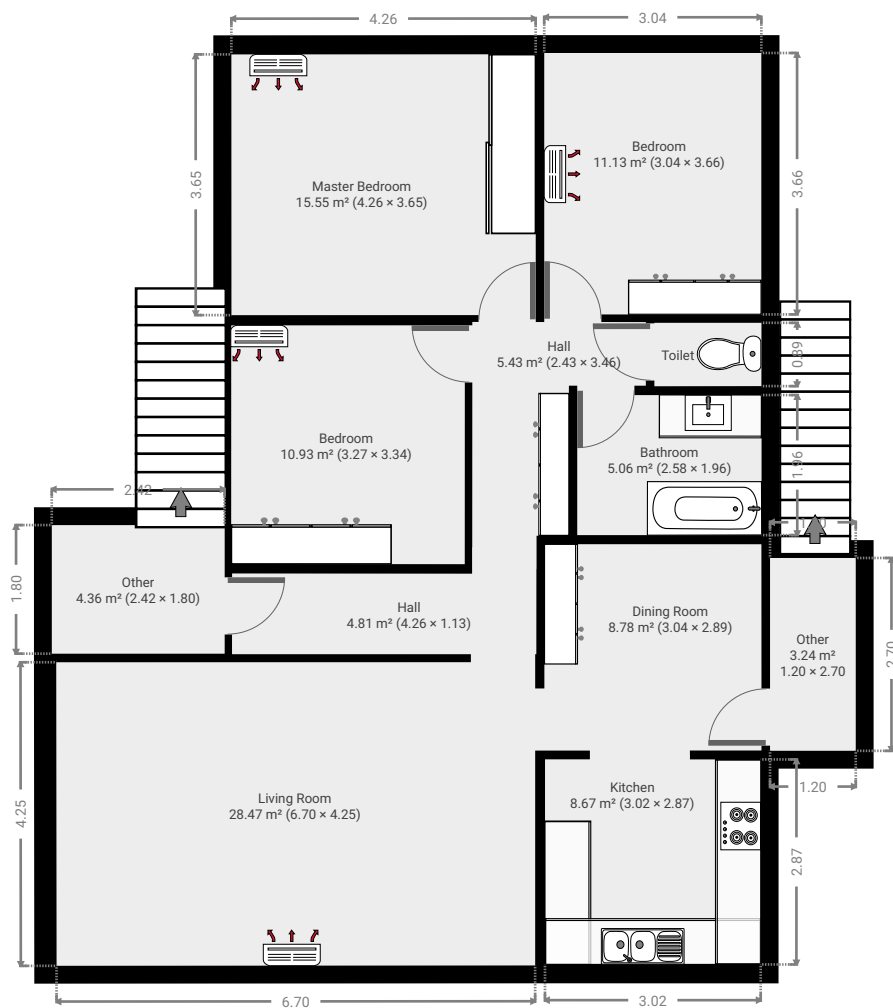 4.26
3.04
3.65
3.66
Master Bedroom
15.55 m² (4.26 × 3.65)
Bedroom
11.13 m² (3.04 × 3.66)
Hall
5.43 m² (2.43 × 3.46)
Toilet
0.89
Bedroom
10.93 m² (3.27 × 3.34)
Bathroom
5.06 m² (2.58 × 1.96)
1.96
2.42
1.80
Other
4.36 m² (2.42 × 1.80)
Hall
4.81 m² (4.26 × 1.13)
Dining Room
8.78 m² (3.04 × 2.89)
Other
3.24 m²
1.20 × 2.70
2.70
Living Room
28.47 m² (6.70 × 4.25)
4.25
Kitchen
8.67 m² (3.02 × 2.87)
1.20
2.87
6.70
3.02